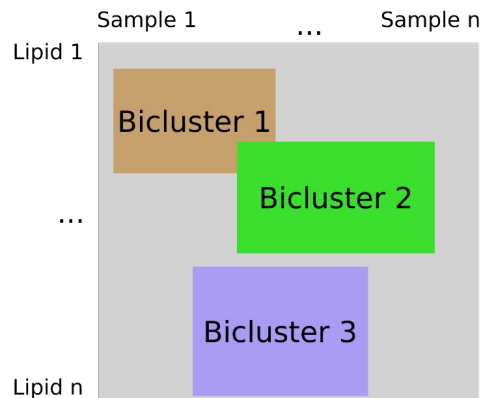 Sample 1 ... Sample n
Lipid 1
Bicluster 1
Bicluster 2
...
Bicluster 3
Lipid n